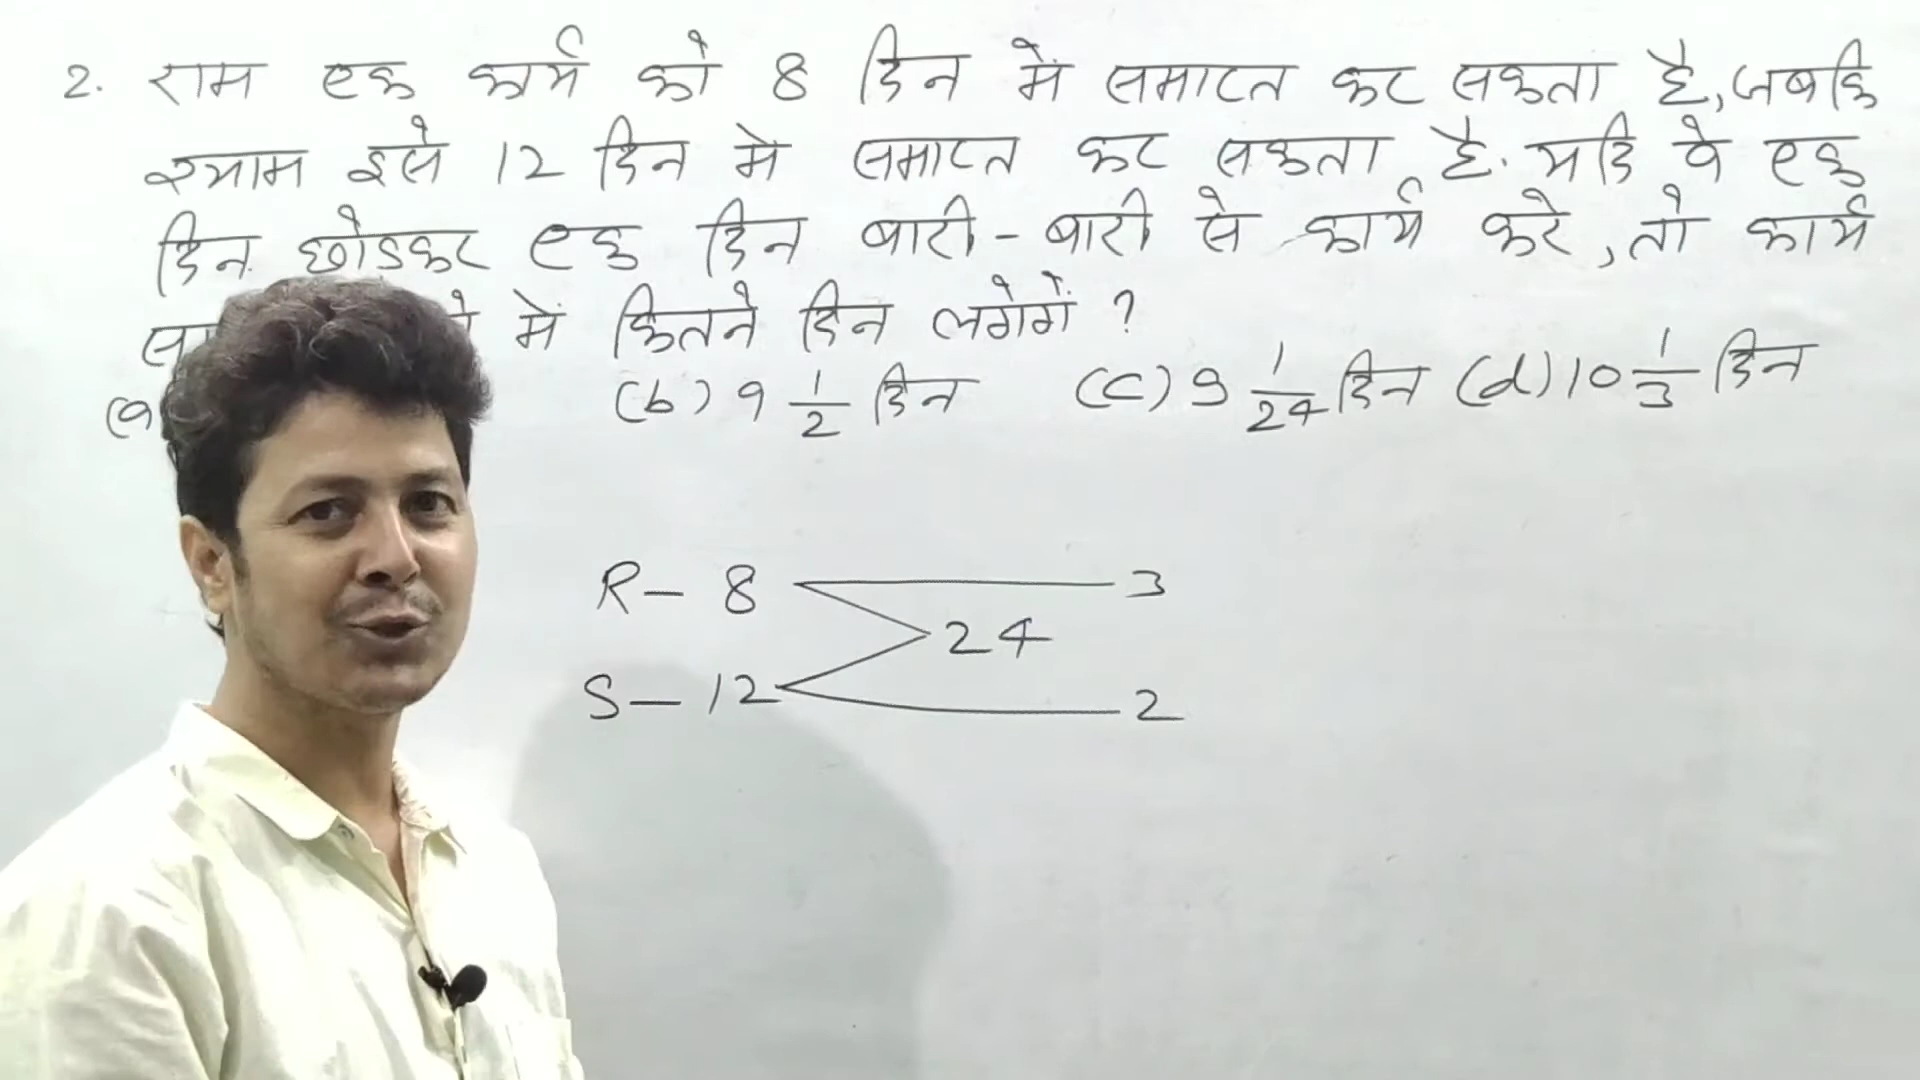 2. राम एक कार्य को 8 दिन में समाप्त कर सकता है, जबकि
श्याम इसे 12 दिन में समाप्त कर सकता है. यदि वे एक
दिन छोडकर एक दिन बारी-बारी से कार्य करे, तो कार्य
में कितने दिन लगेगें ?
(a (b) 9 1/2 दिन (c) 9 1/24 दिन (d) 10 1/3 दिन
R- 8 3
24
S- 12 2